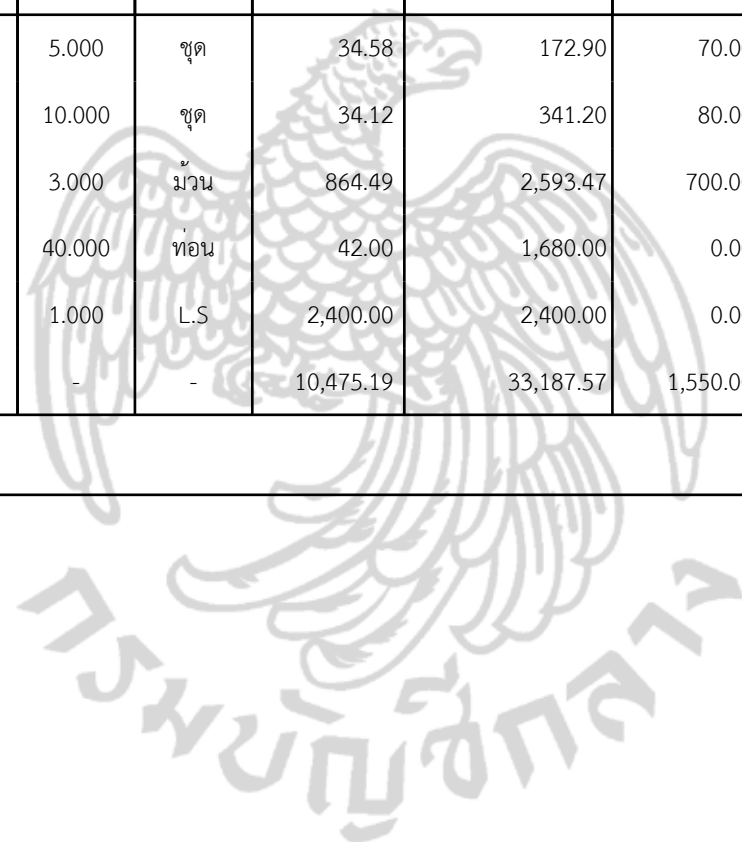 5.000 ชุด 34.58 172.90 70.0
10.000 ชุด 34.12 341.20 80.0
3.000 ม้วน 864.49 2,593.47 700.0
40.000 ท่อน 42.00 1,680.00 0.0
1.000 L.S 2,400.00 2,400.00 0.0
- - 10,475.19 33,187.57 1,550.0
กรมบัญชีกลาง